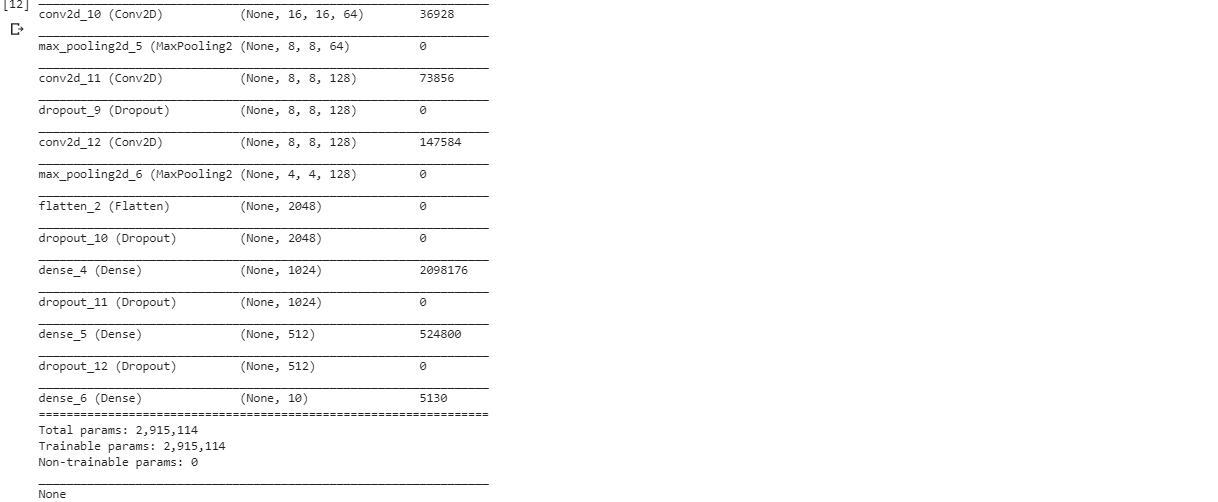 [12]
conv2d_10 (Conv2D) (None, 16, 16, 64) 36928
max_pooling2d_5 (MaxPooling2 (None, 8, 8, 64) 0
conv2d_11 (Conv2D) (None, 8, 8, 128) 73856
dropout_9 (Dropout) (None, 8, 8, 128) 0
conv2d_12 (Conv2D) (None, 8, 8, 128) 147584
max_pooling2d_6 (MaxPooling2 (None, 4, 4, 128) 0
flatten_2 (Flatten) (None, 2048) 0
dropout_10 (Dropout) (None, 2048) 0
dense_4 (Dense) (None, 1024) 2098176
dropout_11 (Dropout) (None, 1024) 0
dense_5 (Dense) (None, 512) 524800
dropout_12 (Dropout) (None, 512) 0
dense_6 (Dense) (None, 10) 5130
=================================================================
Total params: 2,915,114
Trainable params: 2,915,114
Non-trainable params: 0
None